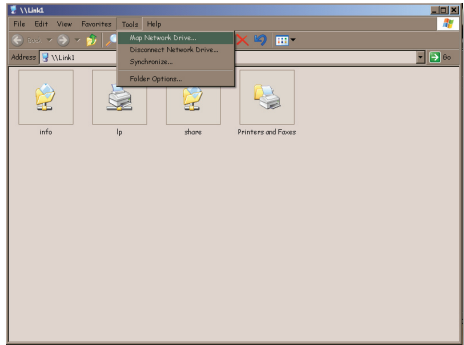 \\Link1
File Edit View Favorites Tools Help
Map Network Drive...
Disconnect Network Drive...
Synchronize...
Folder Options...
Back
Address \\Link1 Go
info lp share Printers and Faxes